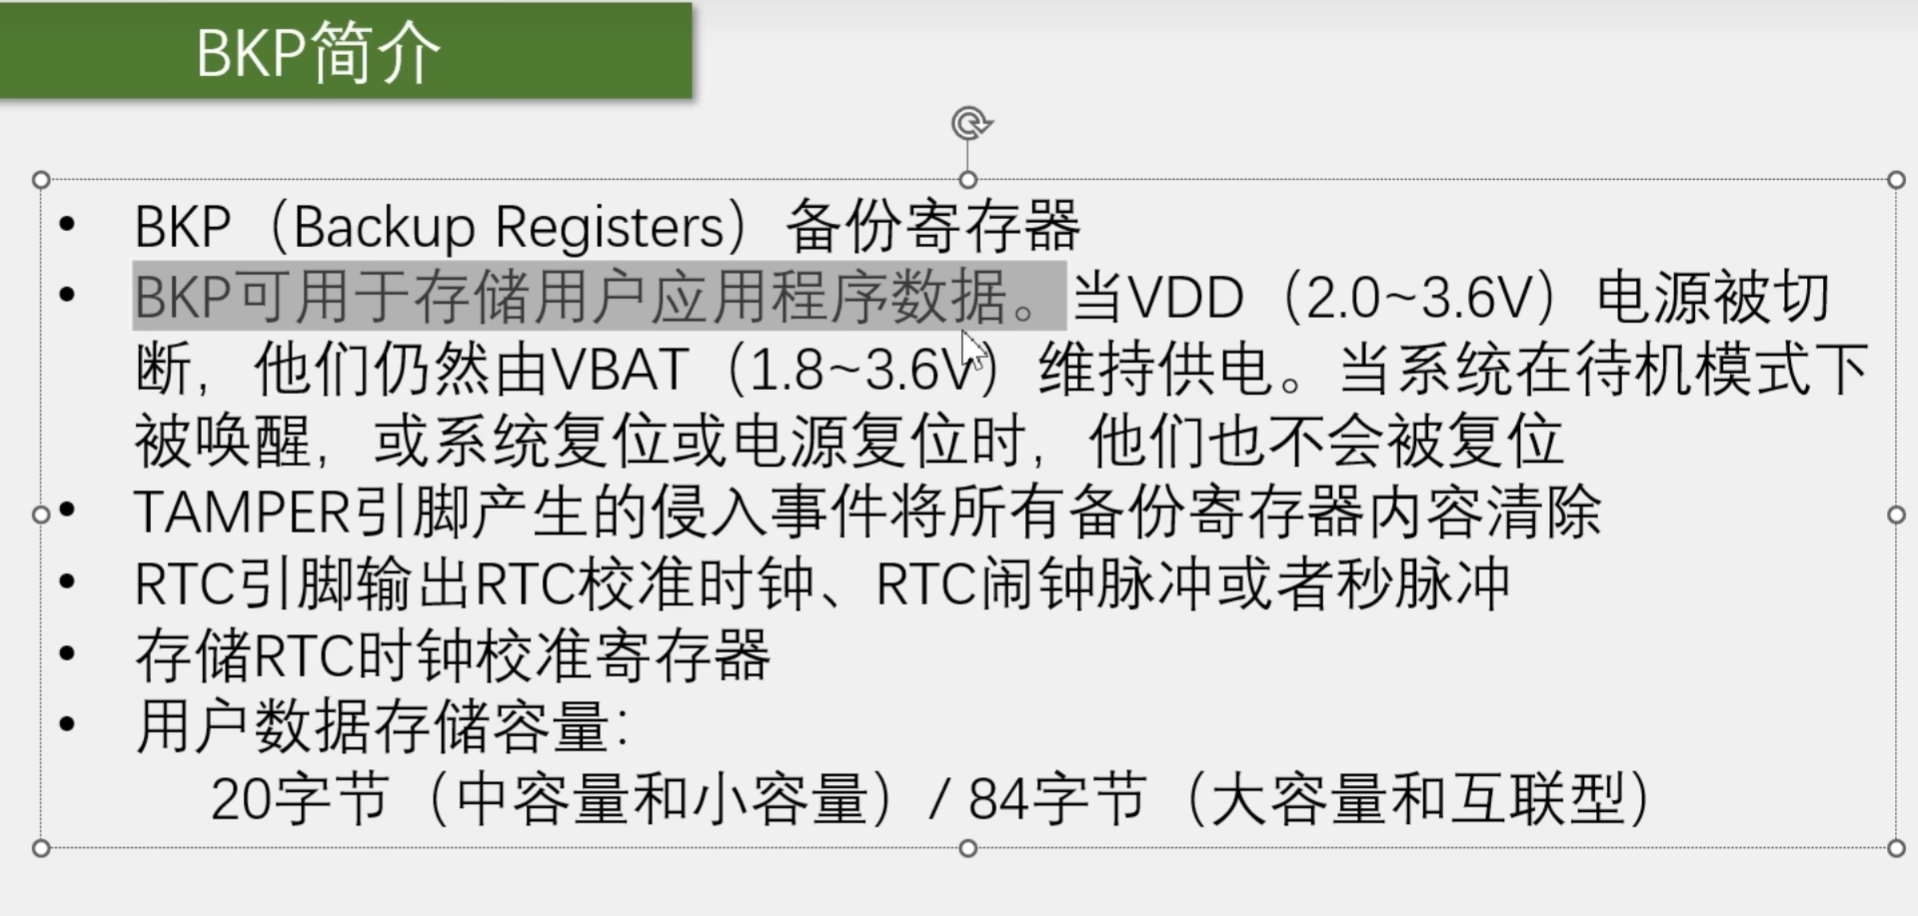 BKP简介
• BKP（Backup Registers）备份寄存器
• BKP可用于存储用户应用程序数据。当VDD（2.0~3.6V）电源被切
断，他们仍然由VBAT（1.8~3.6V）维持供电。当系统在待机模式下
被唤醒，或系统复位或电源复位时，他们也不会被复位
• TAMPER引脚产生的侵入事件将所有备份寄存器内容清除
• RTC引脚输出RTC校准时钟、RTC闹钟脉冲或者秒脉冲
• 存储RTC时钟校准寄存器
• 用户数据存储容量：
20字节（中容量和小容量）/ 84字节（大容量和互联型）